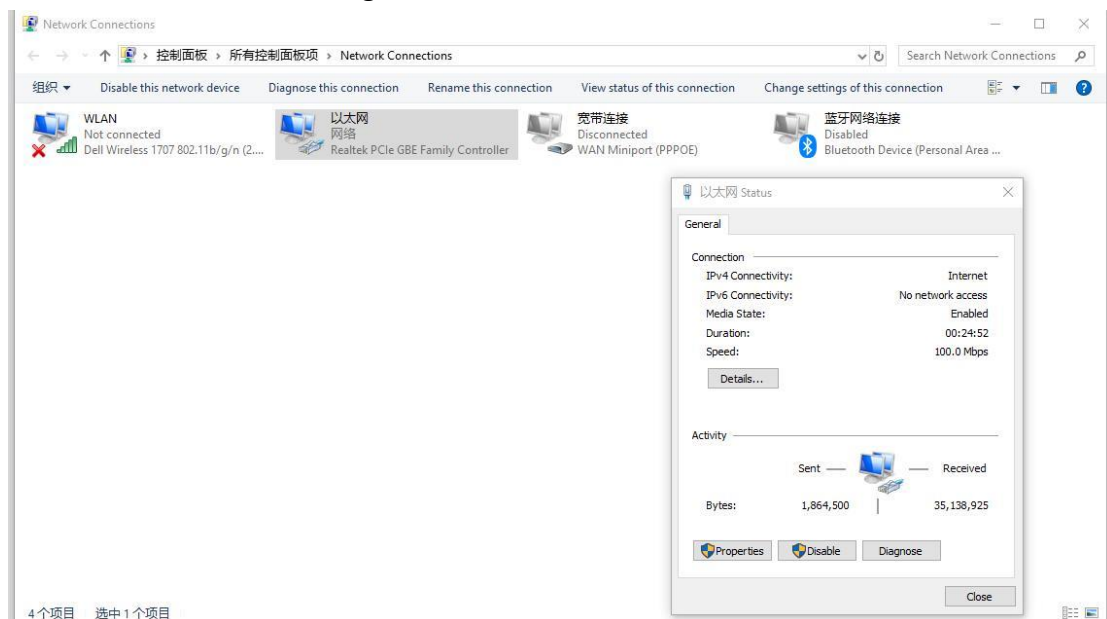 Network Connections
控制面板 › 所有控制面板项 › Network Connections
Search Network Connections
组织 Disable this network device Diagnose this connection Rename this connection View status of this connection Change settings of this connection
WLAN
Not connected
Dell Wireless 1707 802.11b/g/n (2....
以太网
网络
Realtek PCIe GBE Family Controller
宽带连接
Disconnected
WAN Miniport (PPPOE)
蓝牙网络连接
Disabled
Bluetooth Device (Personal Area ...
以太网 Status
General
Connection
IPv4 Connectivity: Internet
IPv6 Connectivity: No network access
Media State: Enabled
Duration: 00:24:52
Speed: 100.0 Mbps
Details...
Activity
Sent — — Received
Bytes: 1,864,500 35,138,925
Properties Disable Diagnose
Close
4个项目 选中1个项目